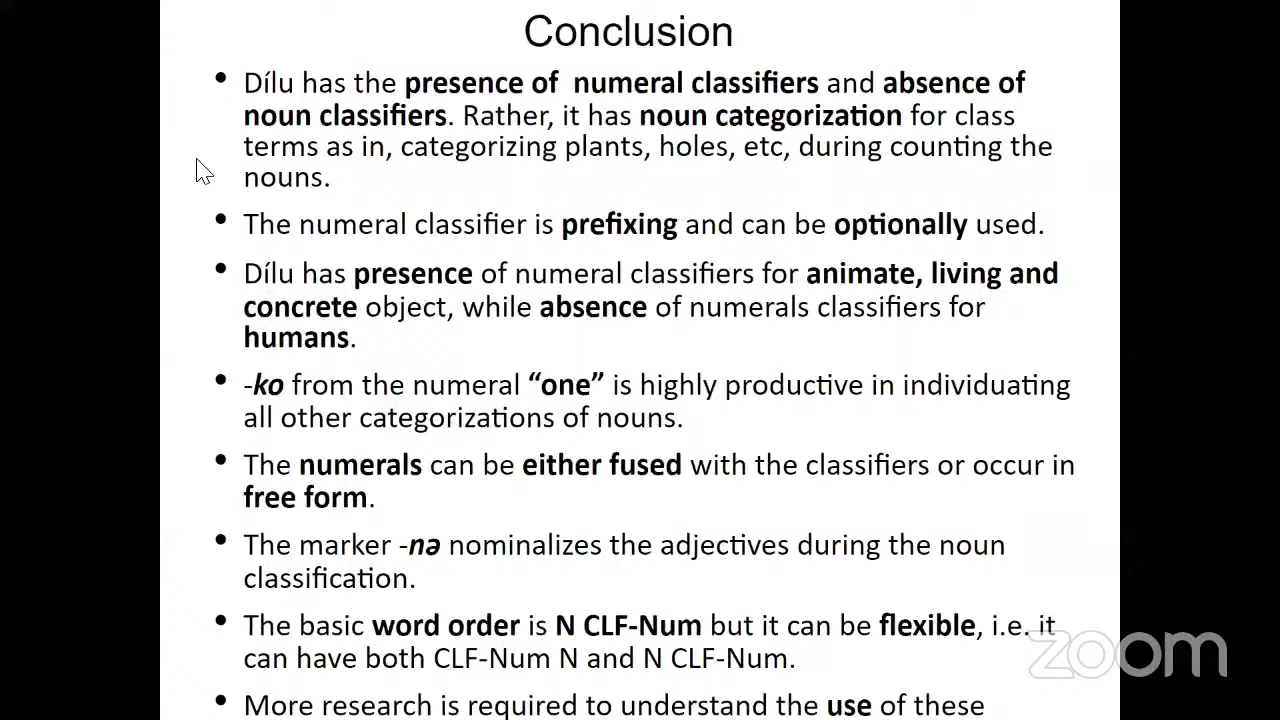 Conclusion
• Dílu has the presence of numeral classifiers and absence of
noun classifiers. Rather, it has noun categorization for class
terms as in, categorizing plants, holes, etc, during counting the
nouns.
• The numeral classifier is prefixing and can be optionally used.
• Dílu has presence of numeral classifiers for animate, living and
concrete object, while absence of numerals classifiers for
humans.
• -ko from the numeral “one” is highly productive in individuating
all other categorizations of nouns.
• The numerals can be either fused with the classifiers or occur in
free form.
• The marker -nə nominalizes the adjectives during the noun
classification.
• The basic word order is N CLF-Num but it can be flexible, i.e. it
can have both CLF-Num N and N CLF-Num.
zoom
• More research is required to understand the use of these